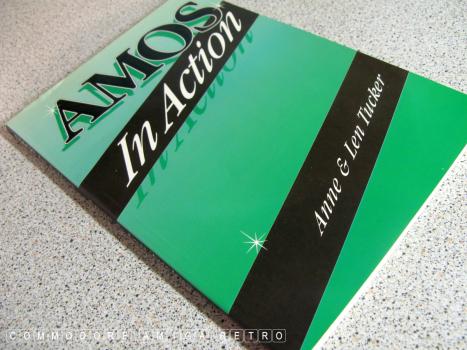 AMOS
In Action
Anne & Len Tucker
COMMODORE AMIGA RETRO